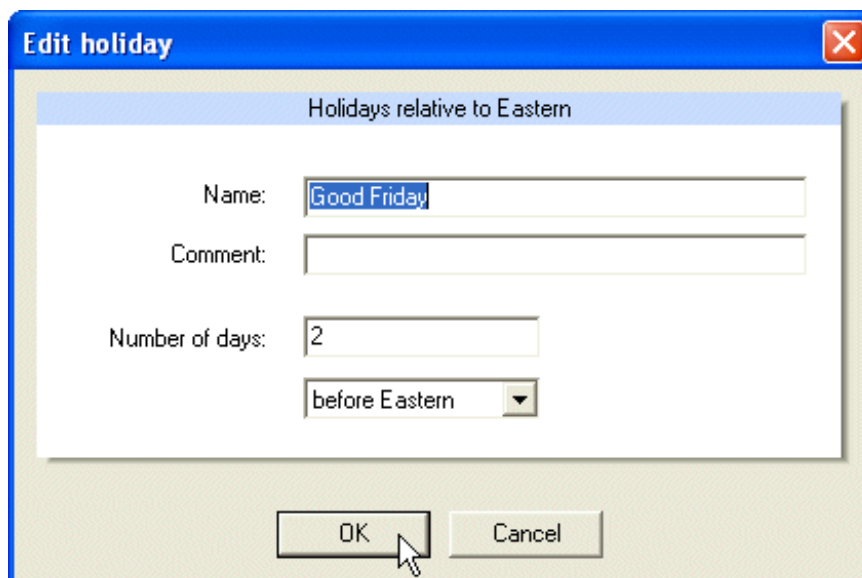 Edit holiday
Holidays relative to Eastern
Name: Good Friday
Comment:
Number of days: 2
before Eastern
OK Cancel